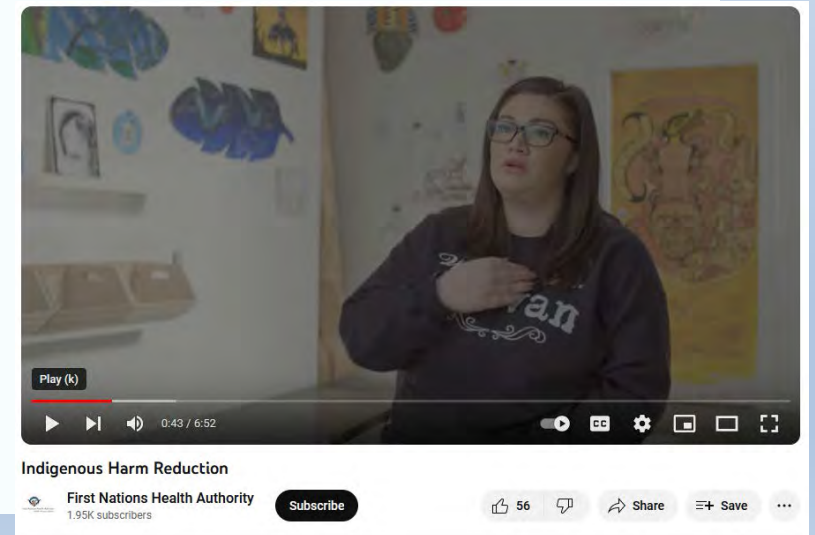 Play (k)
0:43 / 6:52
CC
Indigenous Harm Reduction
First Nations Health Authority
1.95K subscribers
Subscribe
56
Share
Save